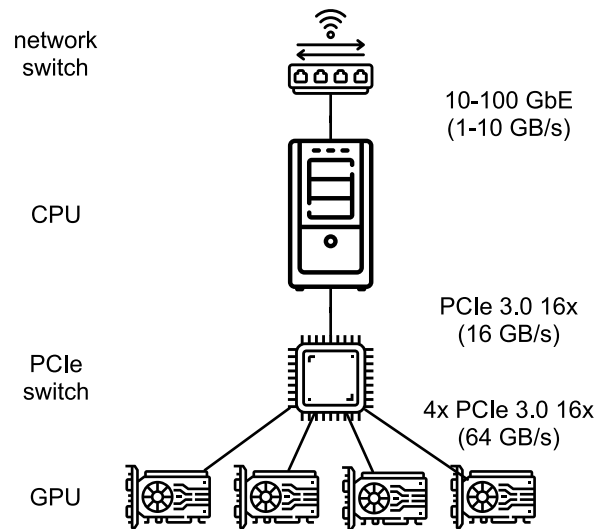 network
switch
10-100 GbE
(1-10 GB/s)
CPU
PCIe 3.0 16x
(16 GB/s)
PCIe
switch
4x PCIe 3.0 16x
(64 GB/s)
GPU